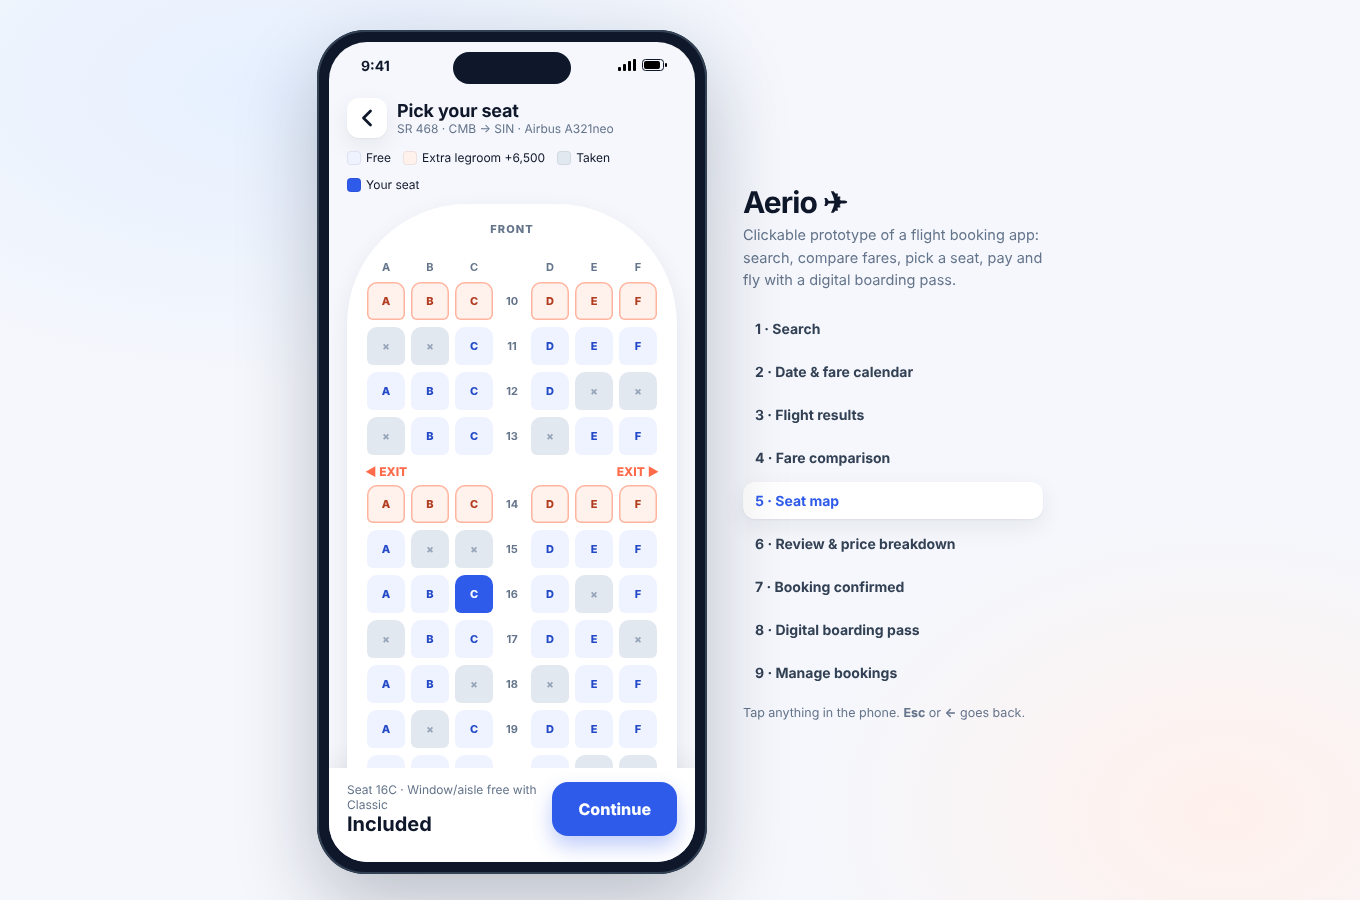 9:41
Pick your seat
SR 468 · CMB → SIN · Airbus A321neo
Free Extra legroom +6,500 Taken
Your seat
FRONT
A B C D E F
A B C 10 D E F
× × C 11 D E F
A B C 12 D × ×
× B C 13 × E F
◀ EXIT EXIT ▶
A B C 14 D E F
A × × 15 D E F
A B C 16 D × F
× B C 17 D E ×
A B × 18 × E F
A × C 19 D E F
Seat 16C · Window/aisle free with
Classic
Included
Continue
Aerio ✈
Clickable prototype of a flight booking app:
search, compare fares, pick a seat, pay and
fly with a digital boarding pass.
1 · Search
2 · Date & fare calendar
3 · Flight results
4 · Fare comparison
5 · Seat map
6 · Review & price breakdown
7 · Booking confirmed
8 · Digital boarding pass
9 · Manage bookings
Tap anything in the phone. Esc or ← goes back.